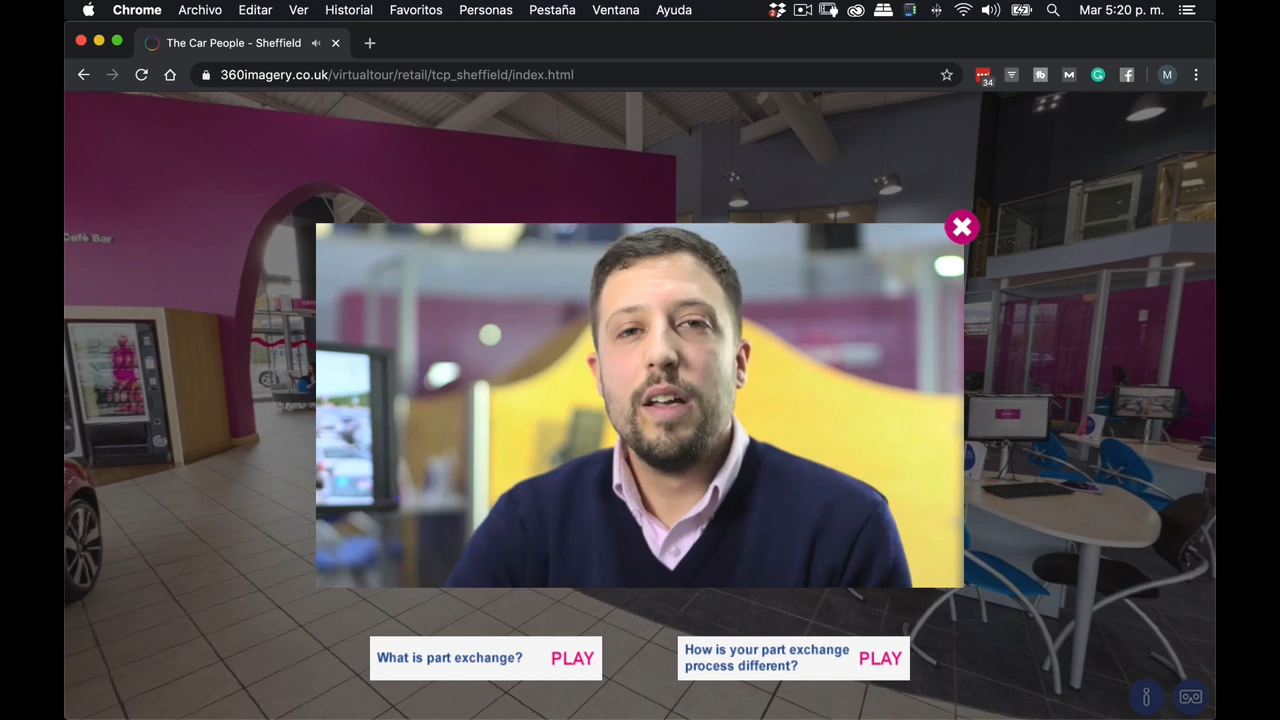 Chrome Archivo Editar Ver Historial Favoritos Personas Pestaña Ventana Ayuda Mar 5:20 p. m.
The Car People - Sheffield
360imagery.co.uk/virtualtour/retail/tcp_sheffield/index.html
34
M
Café Bar
What is part exchange? PLAY
How is your part exchange
process different? PLAY